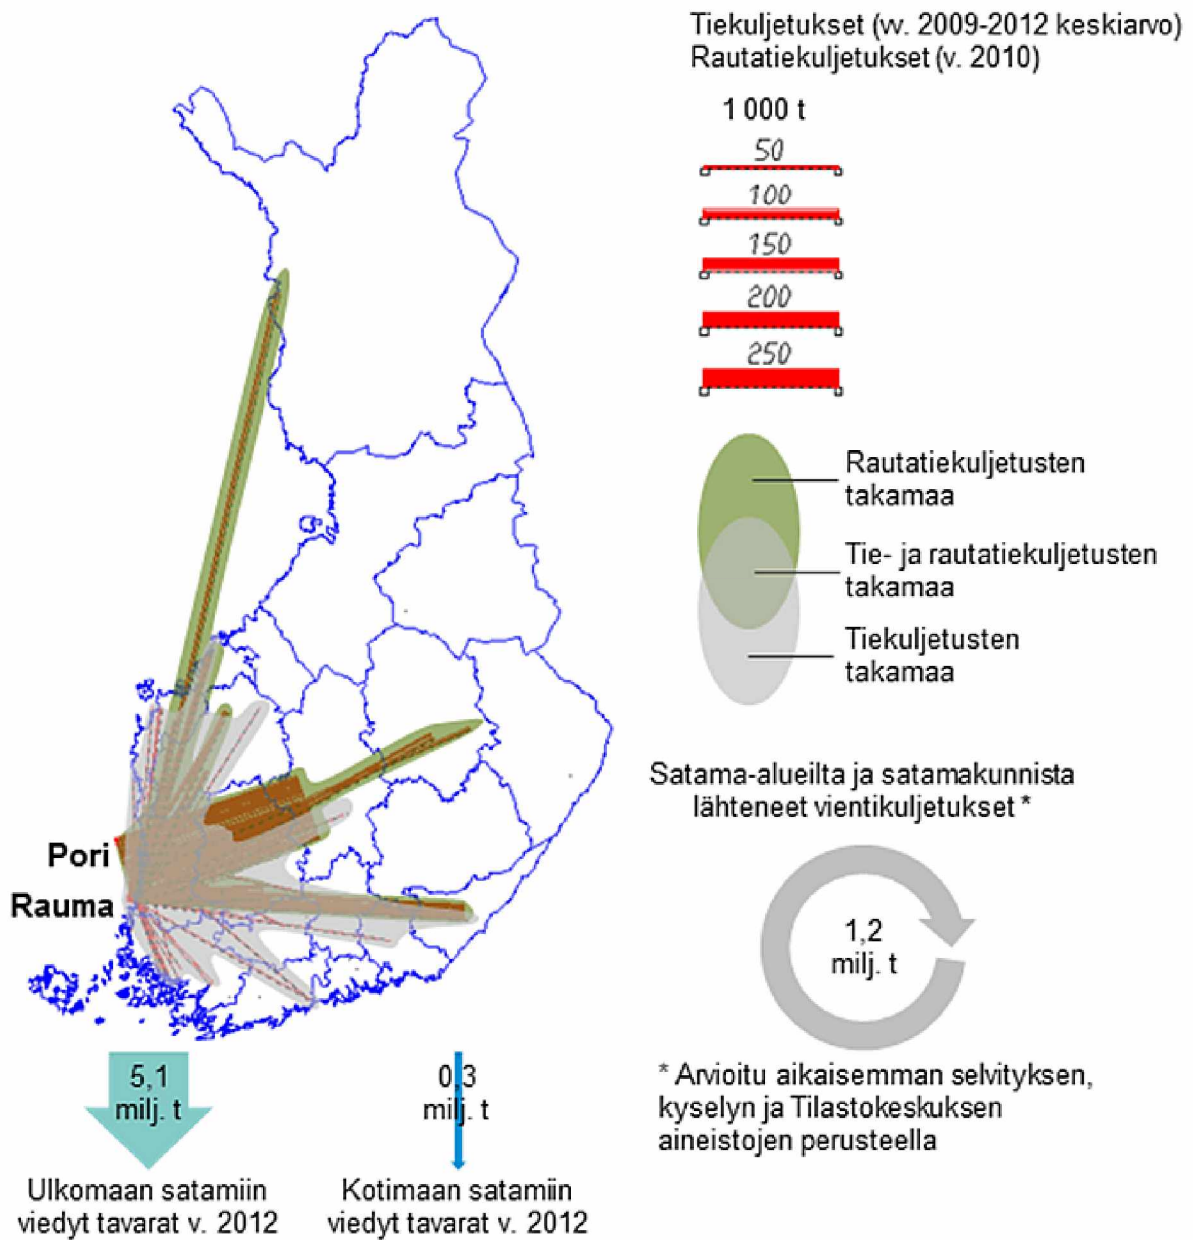 Tiekuljetukset (vv. 2009-2012 keskiarvo)
Rautatiekuljetukset (v. 2010)
1 000 t
50
100
150
200
250
Rautatiekuljetusten
takamaa
Tie- ja rautatiekuljetusten
takamaa
Tiekuljetusten
takamaa
Satama-alueilta ja satamakunnista
lähteneet vientikuljetukset *
1,2
milj. t
* Arvioitu aikaisemman selvityksen,
kyselyn ja Tilastokeskuksen
aineistojen perusteella
Pori
Rauma
5,1
milj. t
Ulkomaan satamiin
viedyt tavarat v. 2012
0,3
milj. t
Kotimaan satamiin
viedyt tavarat v. 2012